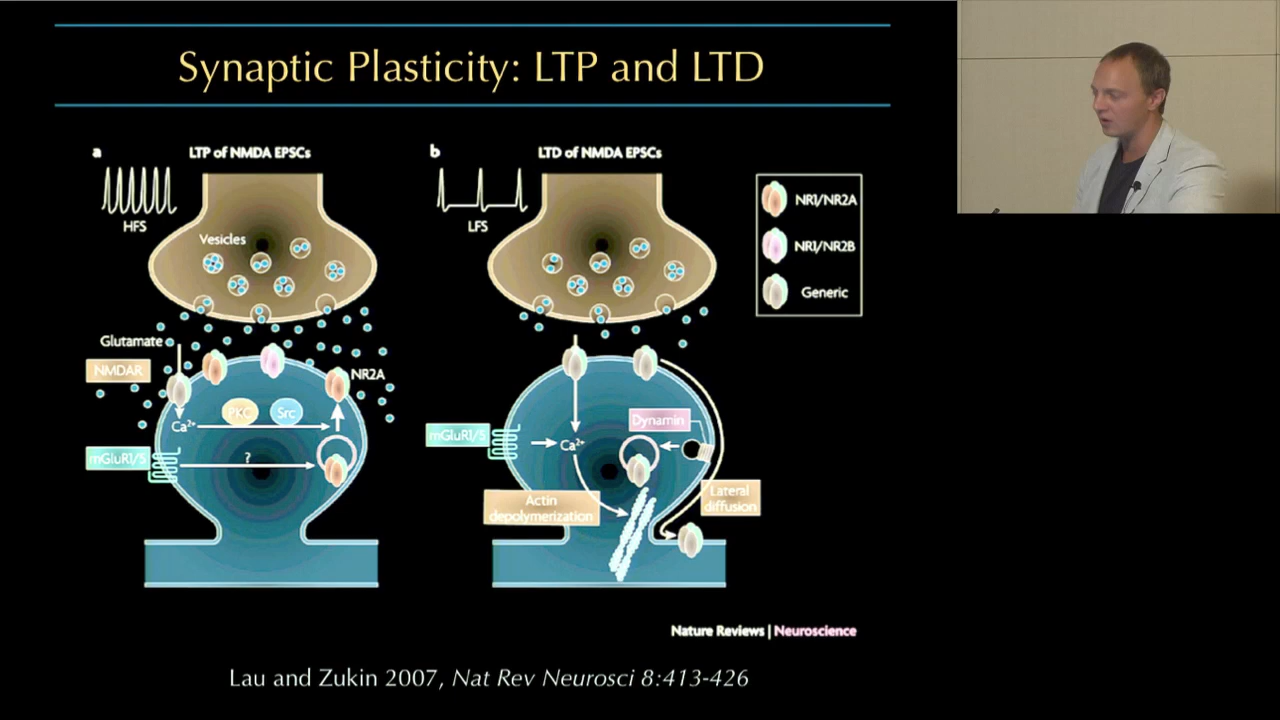 Synaptic Plasticity: LTP and LTD
a
LTP of NMDA EPSCs
HFS
Vesicles
Glutamate
NMDAR
NR2A
PKC
Src
Ca²⁺
mGluR1/5
?
b
LTD of NMDA EPSCs
LFS
Dynamin
mGluR1/5
Ca²⁺
Actin
depolymerization
Lateral
diffusion
NR1/NR2A
NR1/NR2B
Generic
Nature Reviews | Neuroscience
Lau and Zukin 2007, Nat Rev Neurosci 8:413-426